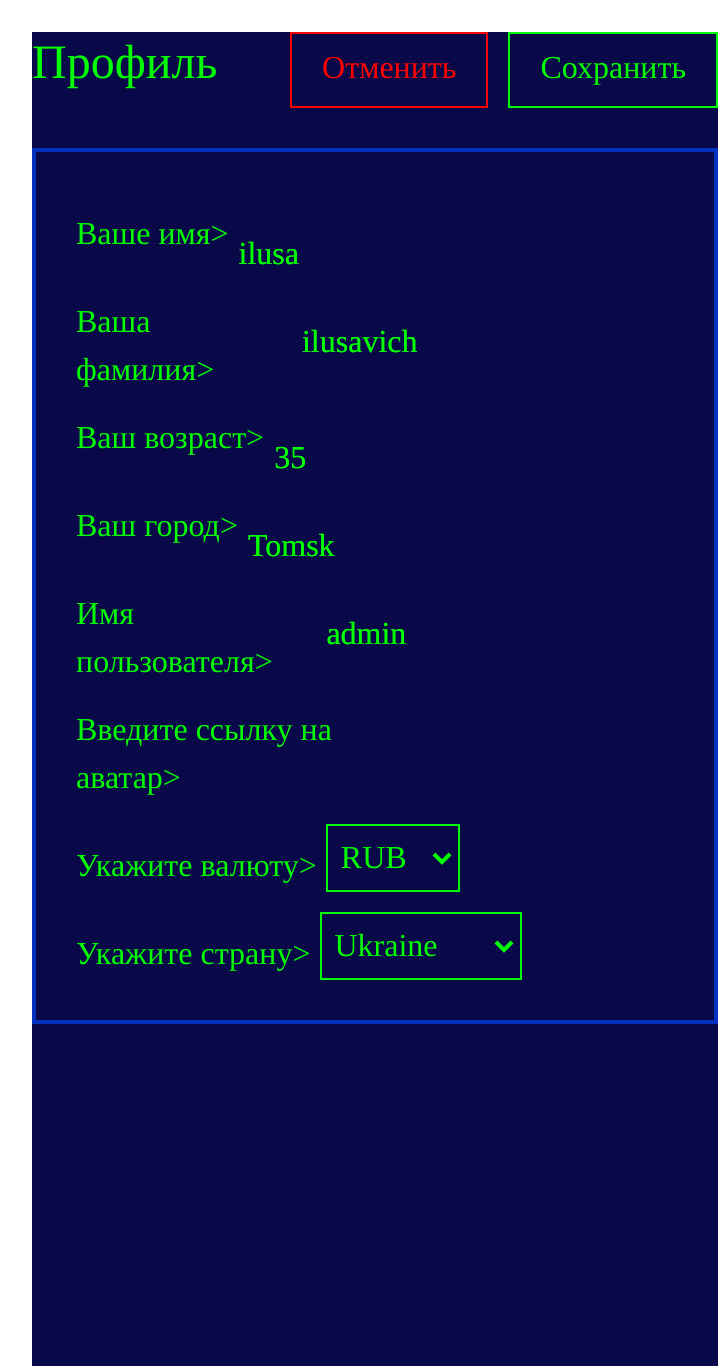 Профиль Отменить Сохранить
Ваше имя> ilusa
Ваша
фамилия> ilusavich
Ваш возраст> 35
Ваш город> Tomsk
Имя
пользователя> admin
Введите ссылку на
аватар>
Укажите валюту> RUB
Укажите страну> Ukraine